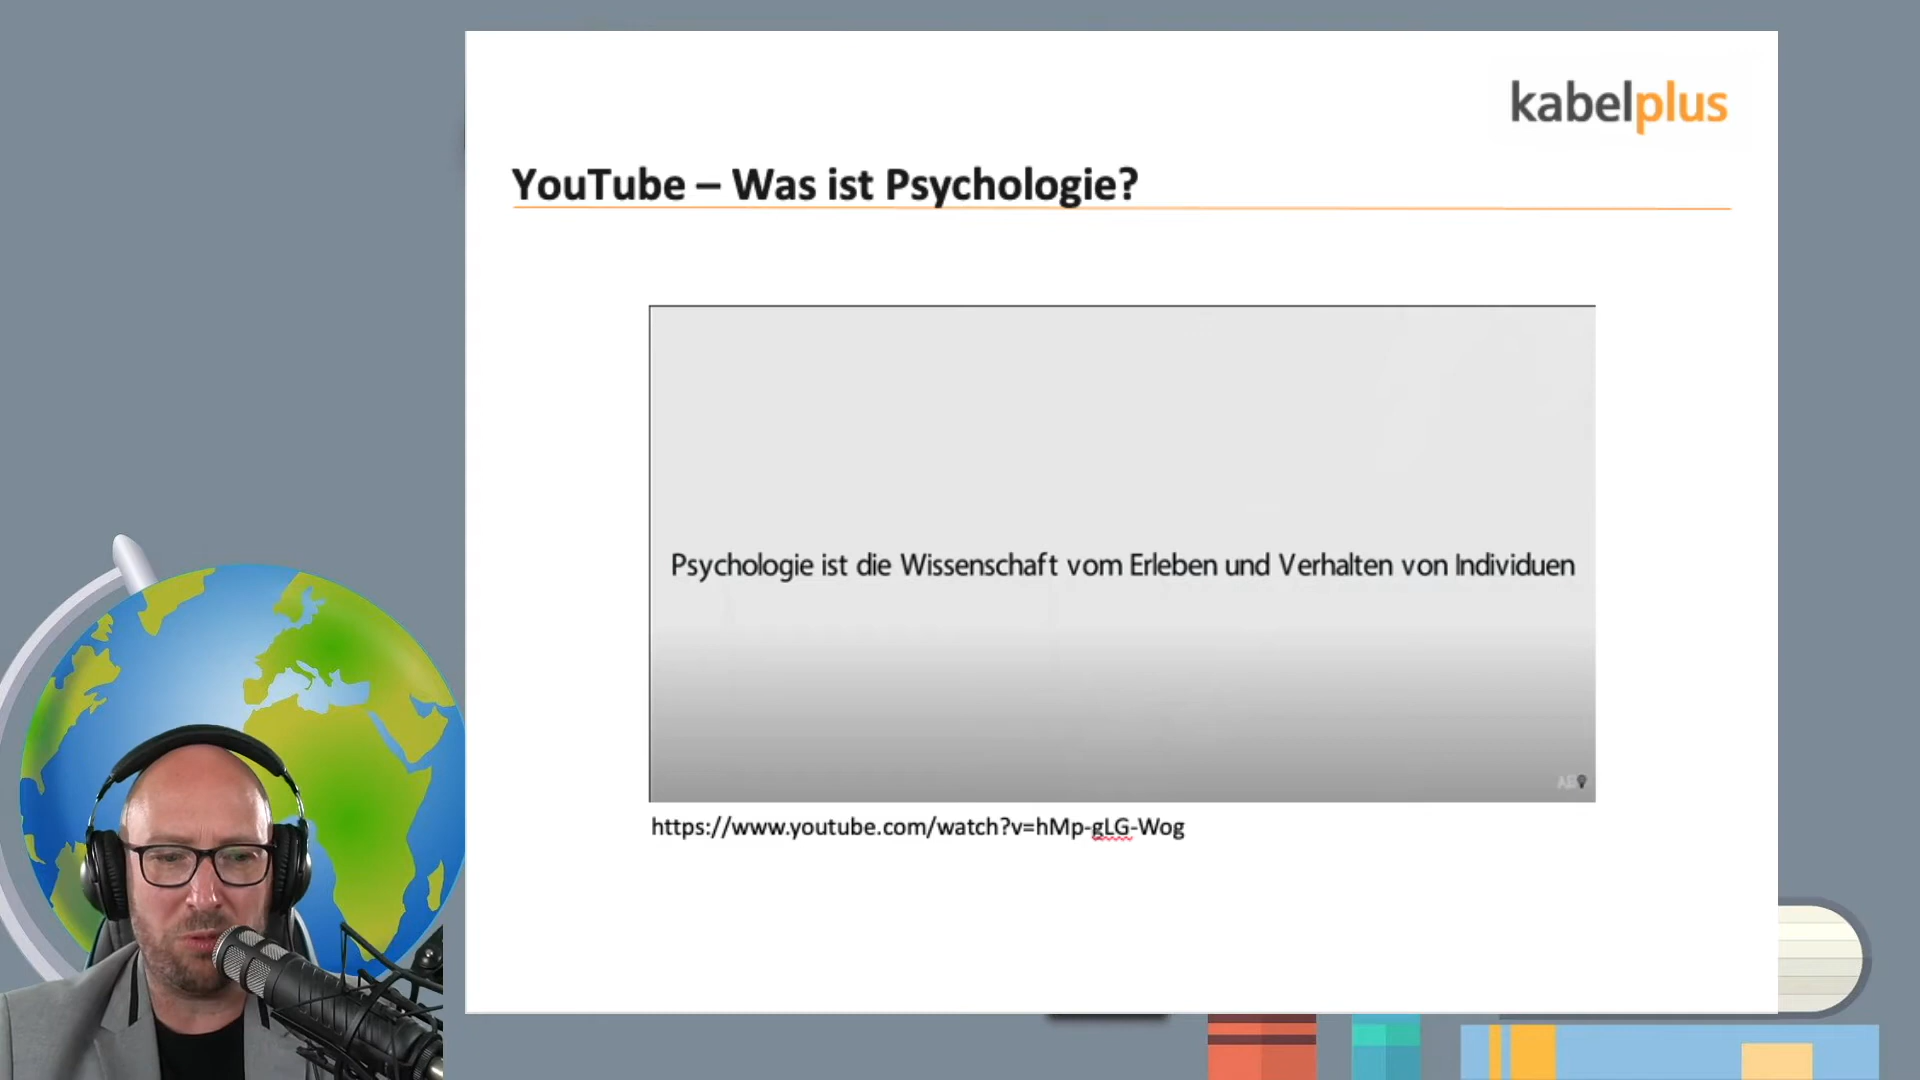 kabelplus
YouTube – Was ist Psychologie?
Psychologie ist die Wissenschaft vom Erleben und Verhalten von Individuen
https://www.youtube.com/watch?v=hMp-gLG-Wog